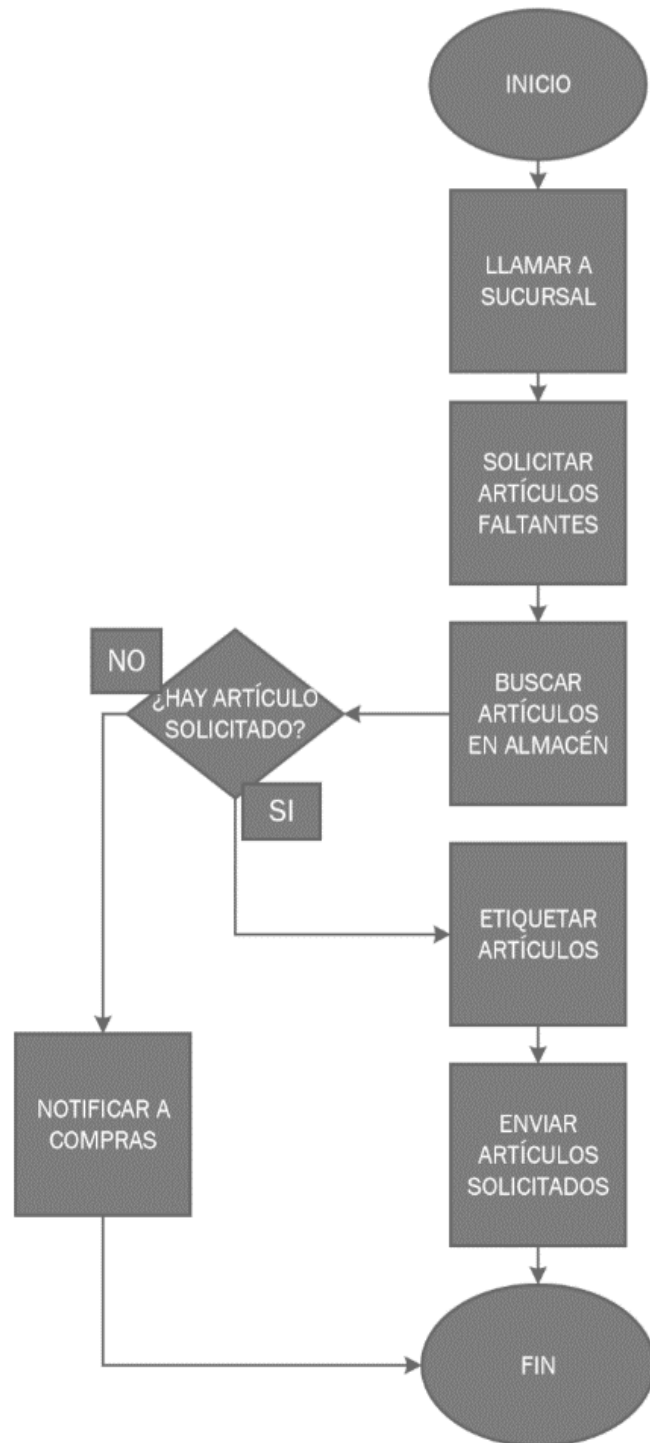 INICIO
LLAMAR A
SUCURSAL
SOLICITAR
ARTÍCULOS
FALTANTES
BUSCAR
ARTÍCULOS
EN ALMACÉN
¿HAY ARTÍCULO
SOLICITADO?
NO
SI
ETIQUETAR
ARTÍCULOS
NOTIFICAR A
COMPRAS
ENVIAR
ARTÍCULOS
SOLICITADOS
FIN